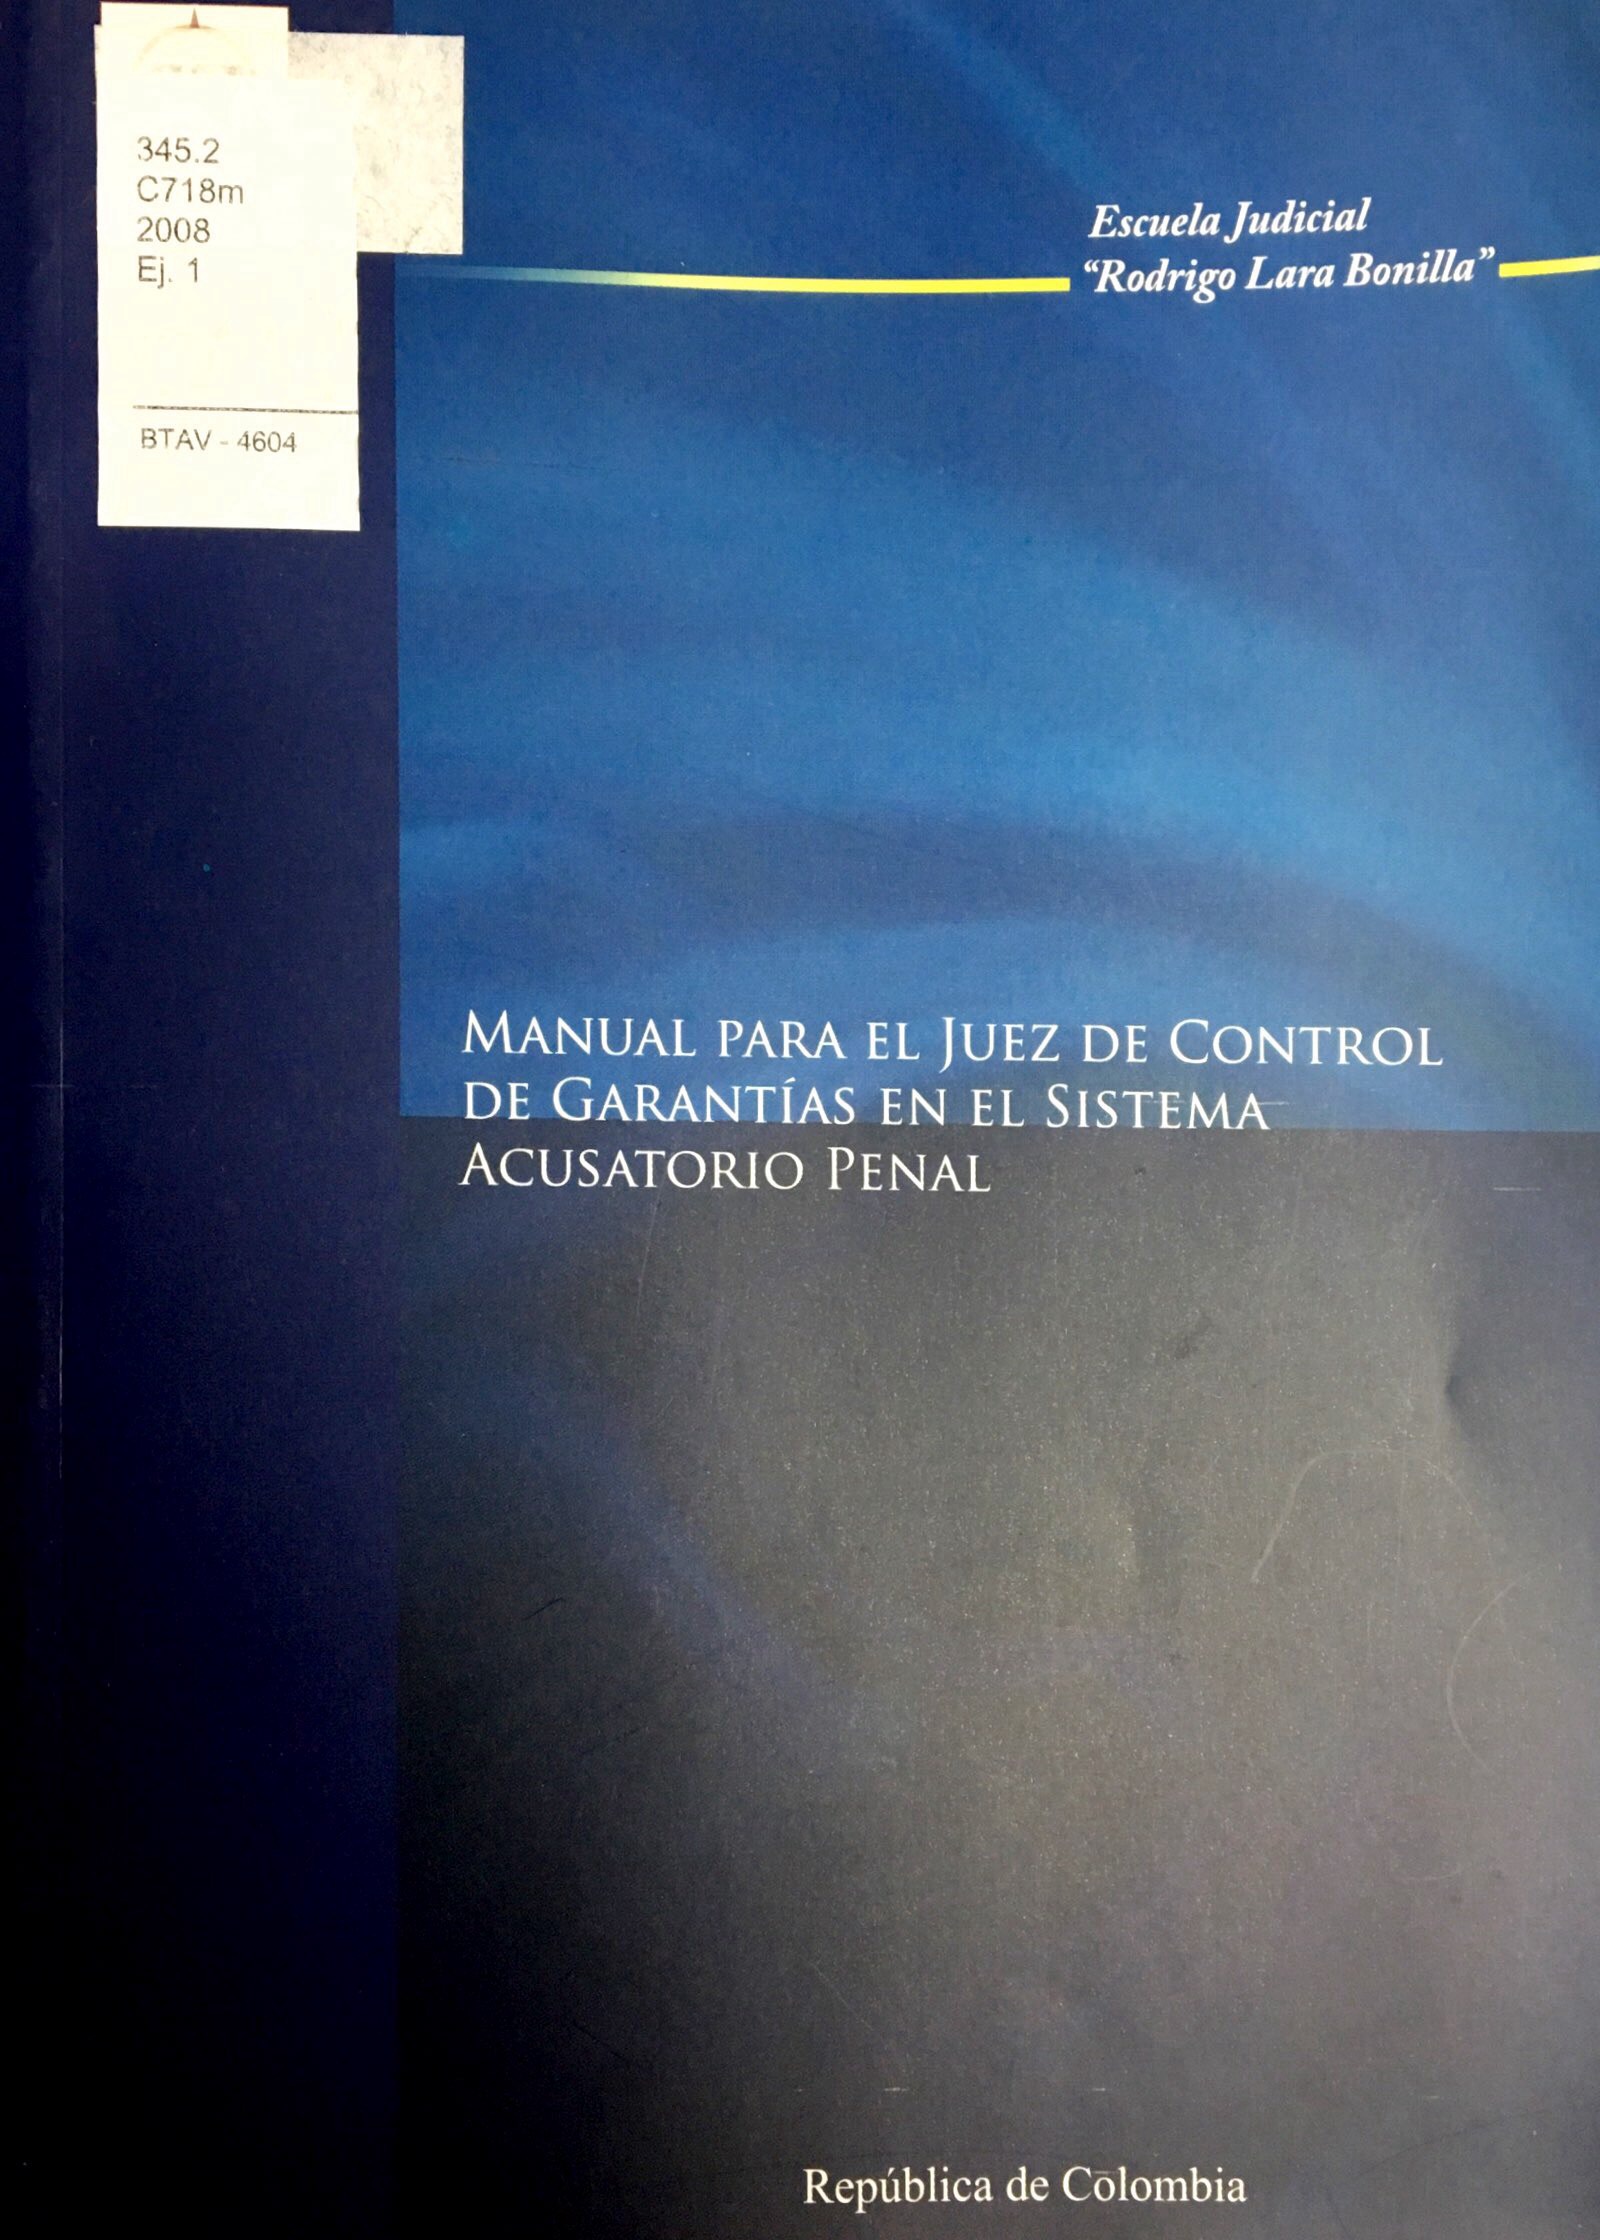 345.2
C718m
2008
Ej. 1
BTAV - 4604
Escuela Judicial
“Rodrigo Lara Bonilla”
MANUAL PARA EL JUEZ DE CONTROL
DE GARANTÍAS EN EL SISTEMA
ACUSATORIO PENAL
República de Colombia